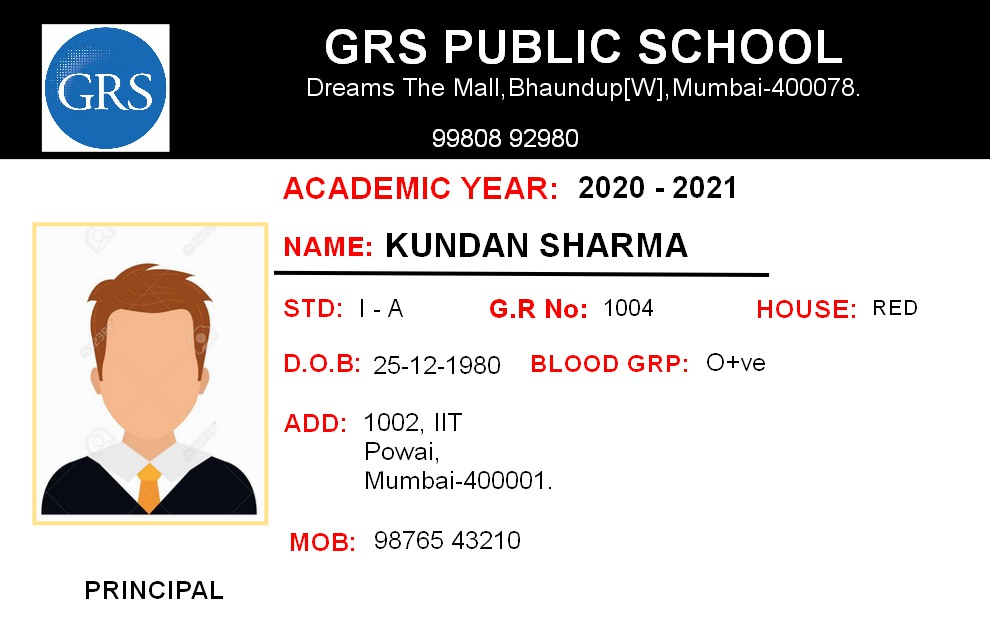 GRS
GRS PUBLIC SCHOOL
Dreams The Mall,Bhaundup[W],Mumbai-400078.
99808 92980
ACADEMIC YEAR: 2020 - 2021
NAME: KUNDAN SHARMA
STD: I - A G.R No: 1004 HOUSE: RED
D.O.B: 25-12-1980 BLOOD GRP: O+ve
ADD: 1002, IIT
Powai,
Mumbai-400001.
MOB: 98765 43210
PRINCIPAL